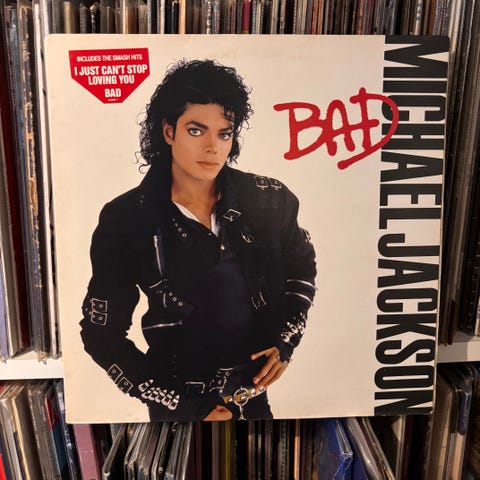 INCLUDES THE SMASH HITS
I JUST CAN'T STOP
LOVING YOU
BAD
BAD
MICHAEL JACKSON